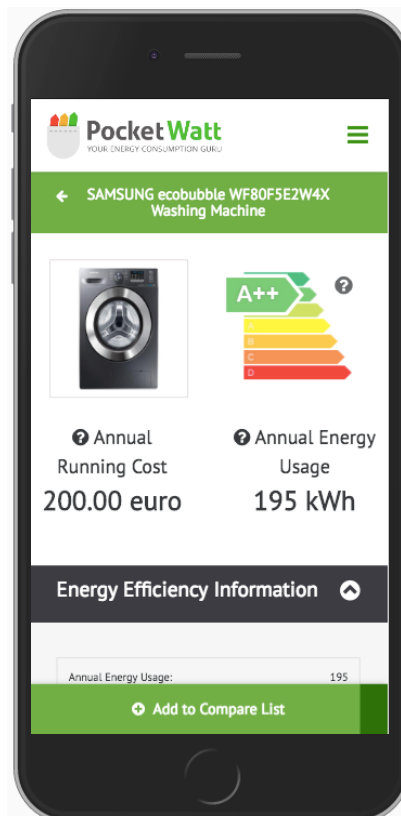 PocketWatt
YOUR ENERGY CONSUMPTION GURU
SAMSUNG ecobubble WF80F5E2W4X
Washing Machine
A++
A
B
C
D
Annual
Running Cost
200.00 euro
Annual Energy
Usage
195 kWh
Energy Efficiency Information
Annual Energy Usage: 195
Add to Compare List